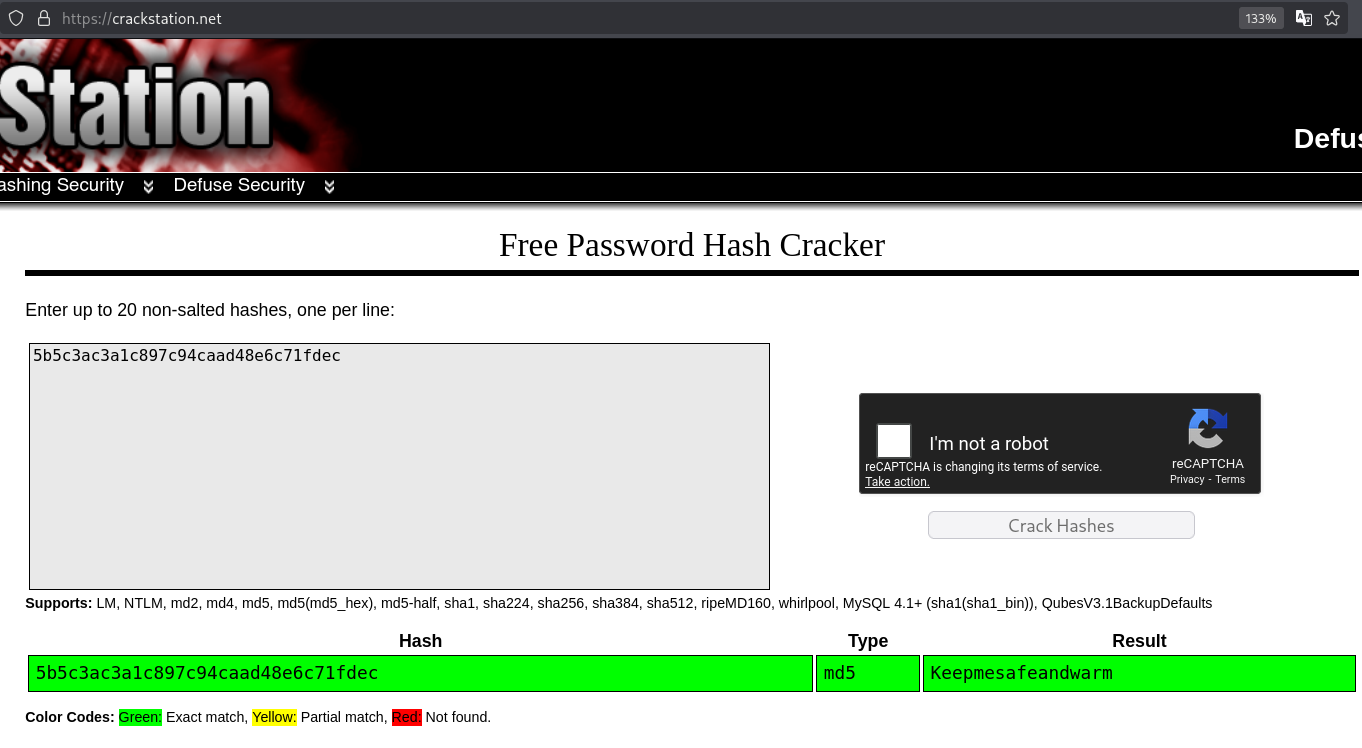 https://crackstation.net
133%
Station
Defus
ashing Security
Defuse Security
Free Password Hash Cracker
Enter up to 20 non-salted hashes, one per line:
5b5c3ac3a1c897c94caad48e6c71fdec
I'm not a robot
reCAPTCHA is changing its terms of service.
Take action.
reCAPTCHA
Privacy - Terms
Crack Hashes
Supports: LM, NTLM, md2, md4, md5, md5(md5_hex), md5-half, sha1, sha224, sha256, sha384, sha512, ripeMD160, whirlpool, MySQL 4.1+ (sha1(sha1_bin)), QubesV3.1BackupDefaults
Hash Type Result
5b5c3ac3a1c897c94caad48e6c71fdec md5 Keepmesafeandwarm
Color Codes: Green: Exact match, Yellow: Partial match, Red: Not found.